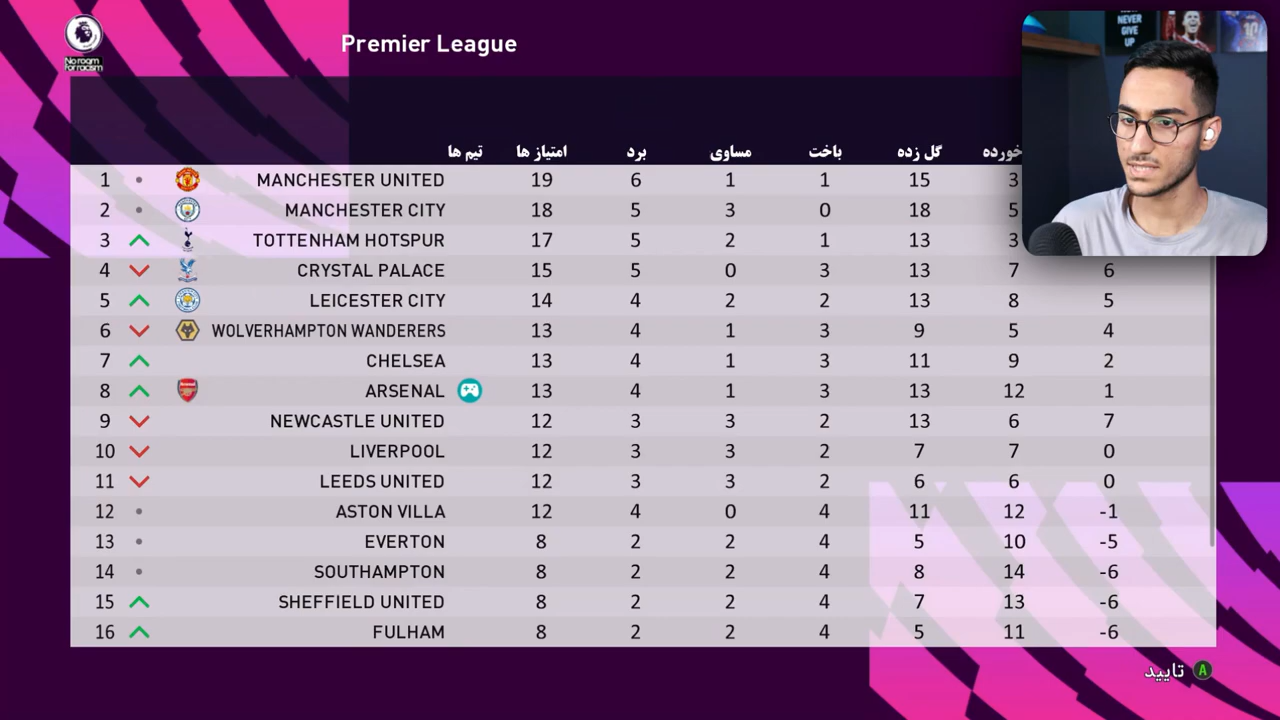 No room for racism
Premier League
NEVER GIVE UP
10
تیم ها امتیاز ها برد مساوی باخت گل زده خورده
1 MANCHESTER UNITED 19 6 1 1 15 3
2 MANCHESTER CITY 18 5 3 0 18 5
3 TOTTENHAM HOTSPUR 17 5 2 1 13 3
4 CRYSTAL PALACE 15 5 0 3 13 7 6
5 LEICESTER CITY 14 4 2 2 13 8 5
6 WOLVERHAMPTON WANDERERS 13 4 1 3 9 5 4
7 CHELSEA 13 4 1 3 11 9 2
8 ARSENAL 13 4 1 3 13 12 1
9 NEWCASTLE UNITED 12 3 3 2 13 6 7
10 LIVERPOOL 12 3 3 2 7 7 0
11 LEEDS UNITED 12 3 3 2 6 6 0
12 ASTON VILLA 12 4 0 4 11 12 -1
13 EVERTON 8 2 2 4 5 10 -5
14 SOUTHAMPTON 8 2 2 4 8 14 -6
15 SHEFFIELD UNITED 8 2 2 4 7 13 -6
16 FULHAM 8 2 2 4 5 11 -6
تایید A